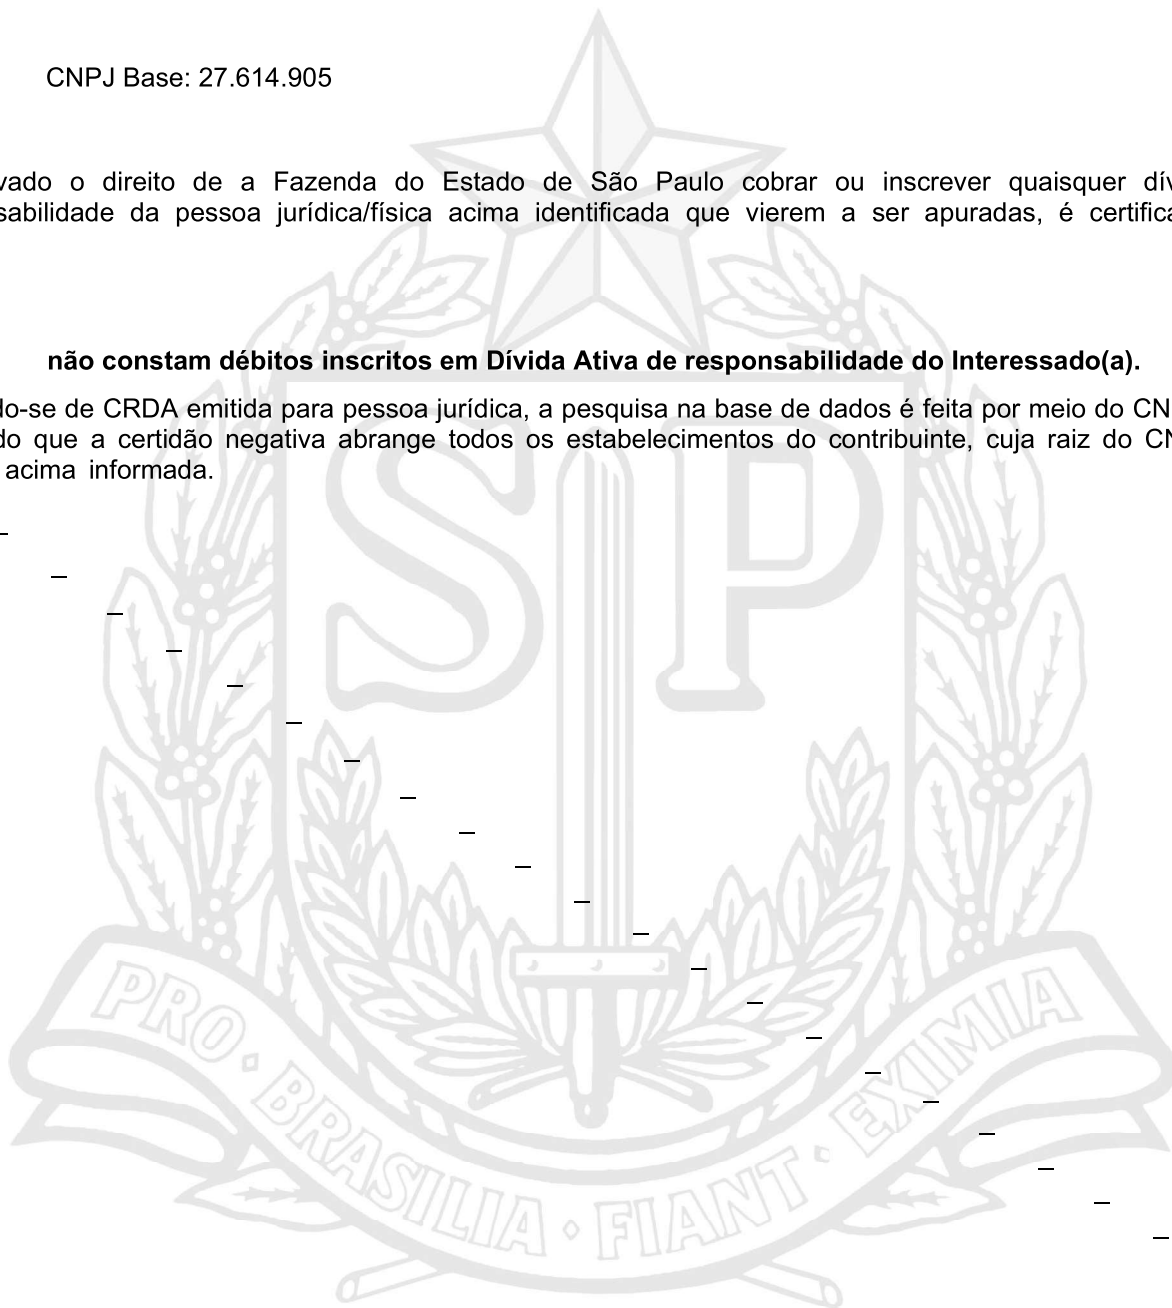 CNPJ Base: 27.614.905
vado o direito de a Fazenda do Estado de São Paulo cobrar ou inscrever quaisquer dív
sabilidade da pessoa jurídica/física acima identificada que vierem a ser apuradas, é certifica
não constam débitos inscritos em Dívida Ativa de responsabilidade do Interessado(a).
do-se de CRDA emitida para pessoa jurídica, a pesquisa na base de dados é feita por meio do CN
do que a certidão negativa abrange todos os estabelecimentos do contribuinte, cuja raiz do CN
acima informada.
SP
PRO · BRASILIA · FIANT · EXIMIA